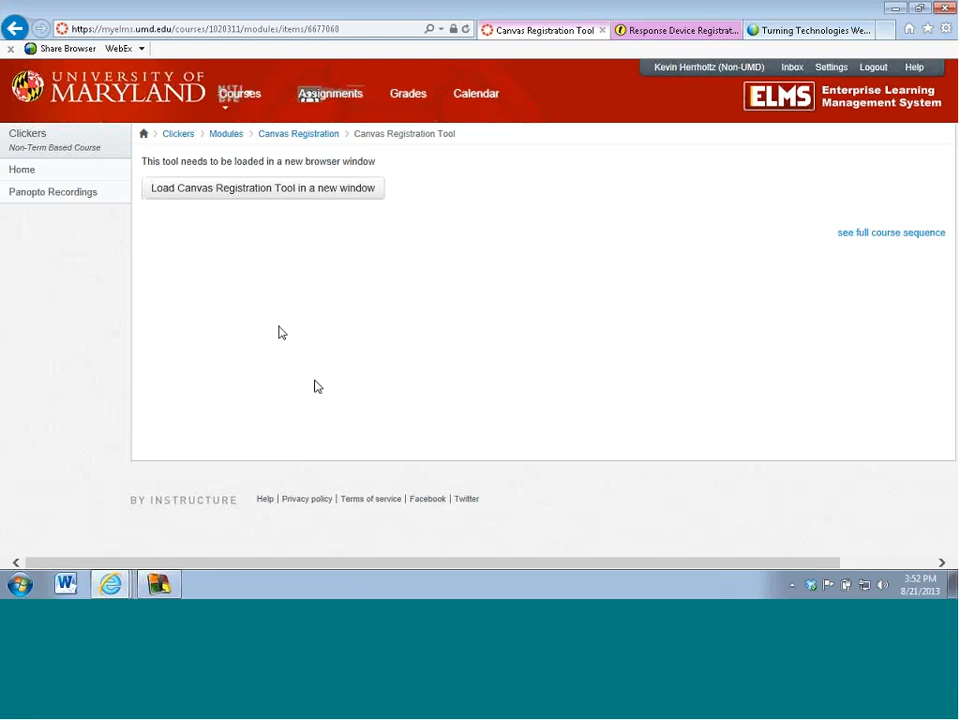 https://myelms.umd.edu/courses/1020311/modules/items/6677060
Canvas Registration Tool
Response Device Registrat...
Turning Technologies We...
Share Browser WebEx
UNIVERSITY OF
MARYLAND
Courses
Assignments
Grades
Calendar
Kevin Herrholtz (Non-UMD) Inbox Settings Logout Help
ELMS
Enterprise Learning
Management System
Clickers
Non-Term Based Course
Home
Panopto Recordings
Clickers > Modules > Canvas Registration > Canvas Registration Tool
This tool needs to be loaded in a new browser window
Load Canvas Registration Tool in a new window
see full course sequence
BY INSTRUCTURE
Help | Privacy policy | Terms of service | Facebook | Twitter
3:52 PM
8/21/2013